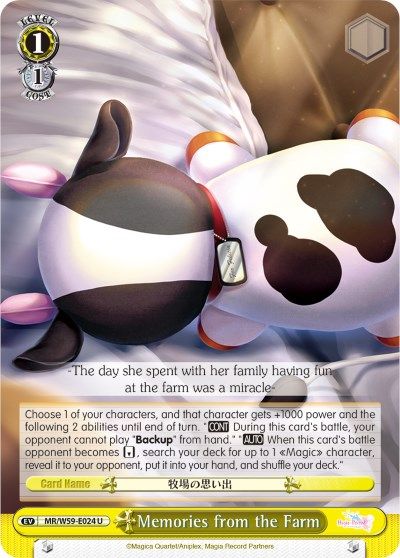 LEVEL
1
1
COST
-The day she spent with her family having fun
at the farm was a miracle-
Choose 1 of your characters, and that character gets +1000 power and the
following 2 abilities until end of turn. "CONT During this card's battle, your
opponent cannot play "Backup" from hand." "AUTO When this card's battle
opponent becomes [▼], search your deck for up to 1 «Magic» character,
reveal it to your opponent, put it into your hand, and shuffle your deck."
Card Name 牧場の思い出
EV MR/W59-E024 U Memories from the Farm
©Magica Quartet/Aniplex, Magia Record Partners